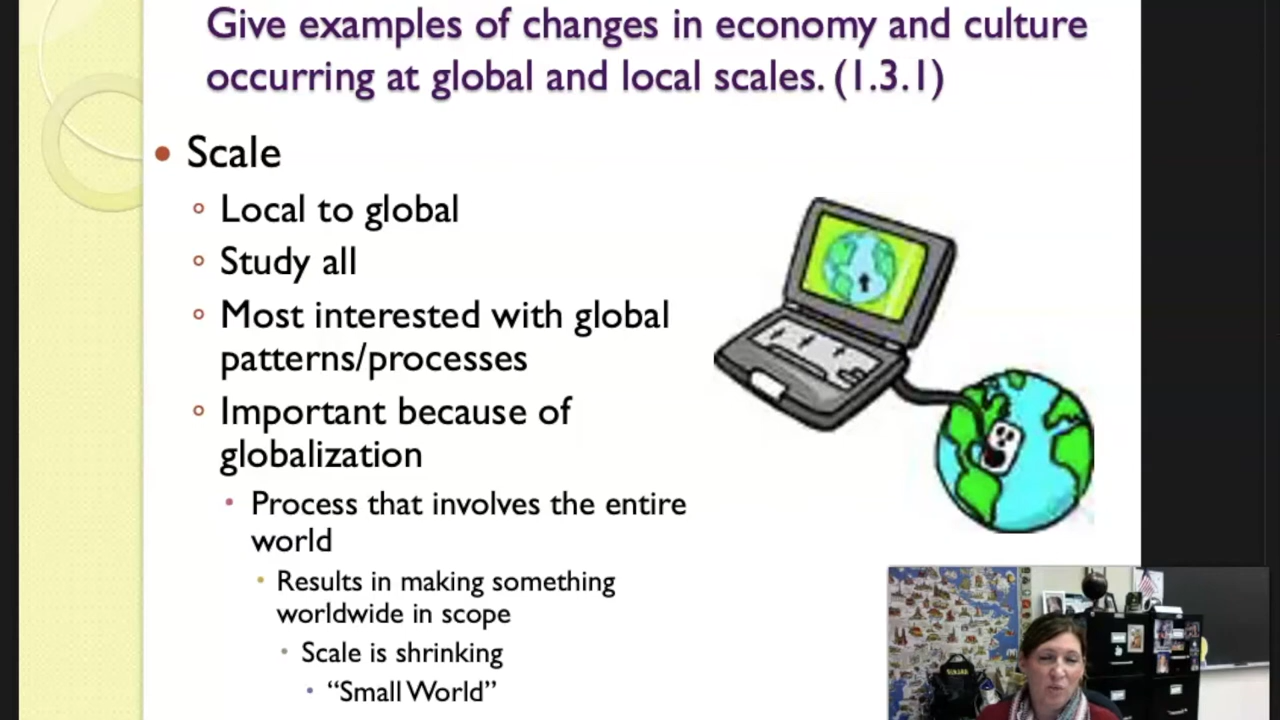 Give examples of changes in economy and culture
occurring at global and local scales. (1.3.1)
Scale
Local to global
Study all
Most interested with global
patterns/processes
Important because of
globalization
Process that involves the entire
world
Results in making something
worldwide in scope
Scale is shrinking
“Small World”